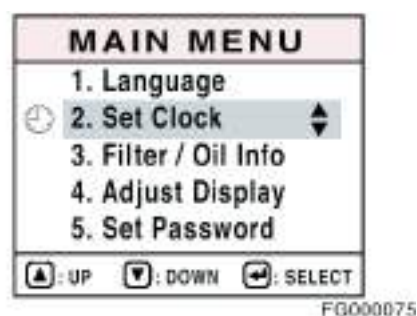 MAIN MENU
1. Language
2. Set Clock
3. Filter / Oil Info
4. Adjust Display
5. Set Password
: UP : DOWN : SELECT
FG000075